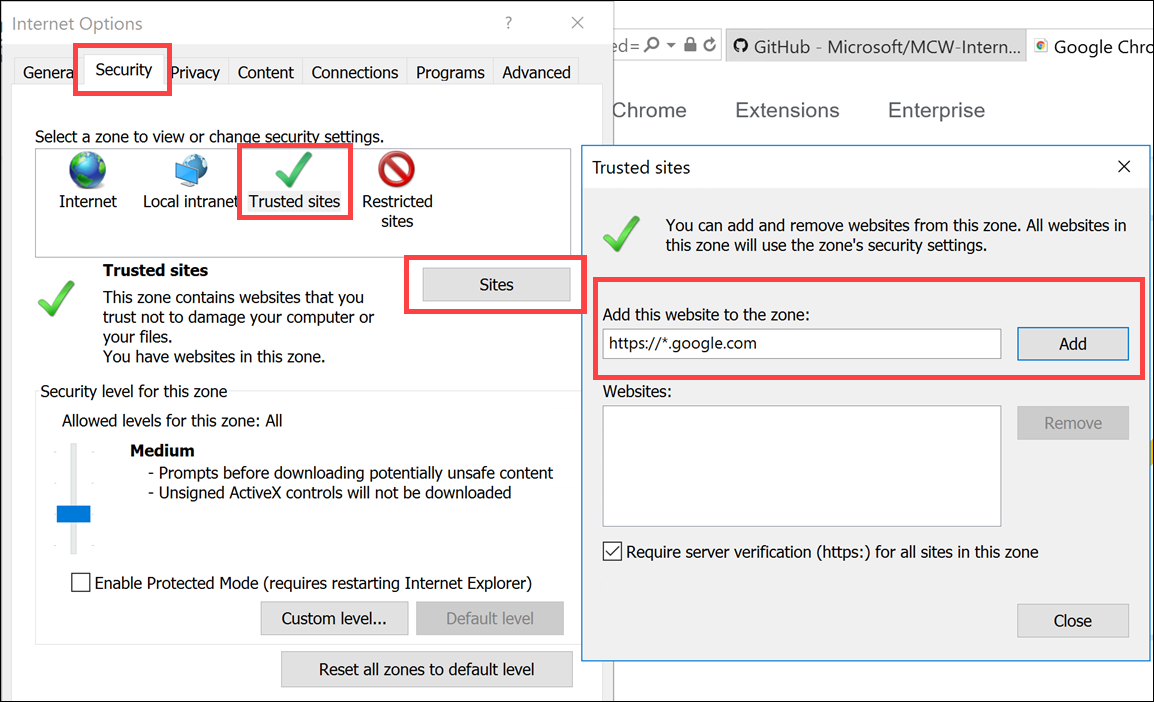 Internet Options
?
ed=
GitHub - Microsoft/MCW-Intern...
Google Chro
General
Security
Privacy
Content
Connections
Programs
Advanced
Chrome
Extensions
Enterprise
Select a zone to view or change security settings.
Internet
Local intranet
Trusted sites
Restricted
sites
Trusted sites
Sites
This zone contains websites that you
trust not to damage your computer or
your files.
You have websites in this zone.
Security level for this zone
Allowed levels for this zone: All
Medium
- Prompts before downloading potentially unsafe content
- Unsigned ActiveX controls will not be downloaded
Enable Protected Mode (requires restarting Internet Explorer)
Custom level...
Default level
Reset all zones to default level
Trusted sites
You can add and remove websites from this zone. All websites in
this zone will use the zone's security settings.
Add this website to the zone:
https://*.google.com
Add
Websites:
Remove
Require server verification (https:) for all sites in this zone
Close